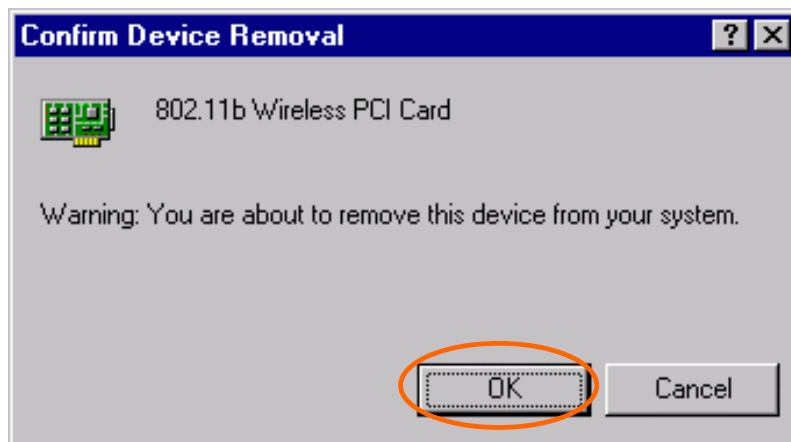 Confirm Device Removal
802.11b Wireless PCI Card
Warning: You are about to remove this device from your system.
OK Cancel